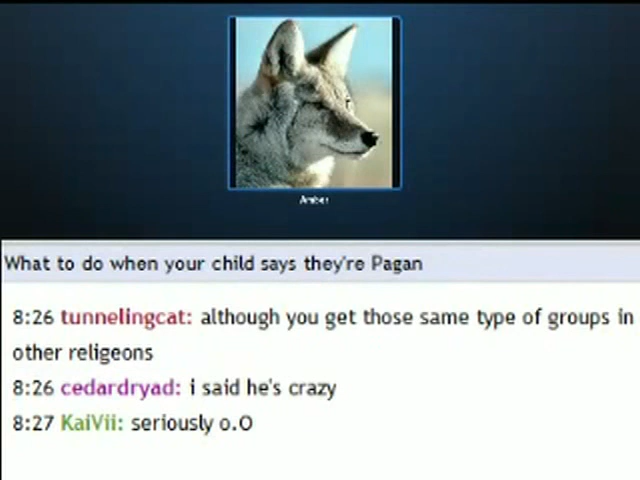 Amber
What to do when your child says they're Pagan
8:26 tunnelingcat: although you get those same type of groups in
other religeons
8:26 cedardryad: i said he's crazy
8:27 KaiVii: seriously o.O